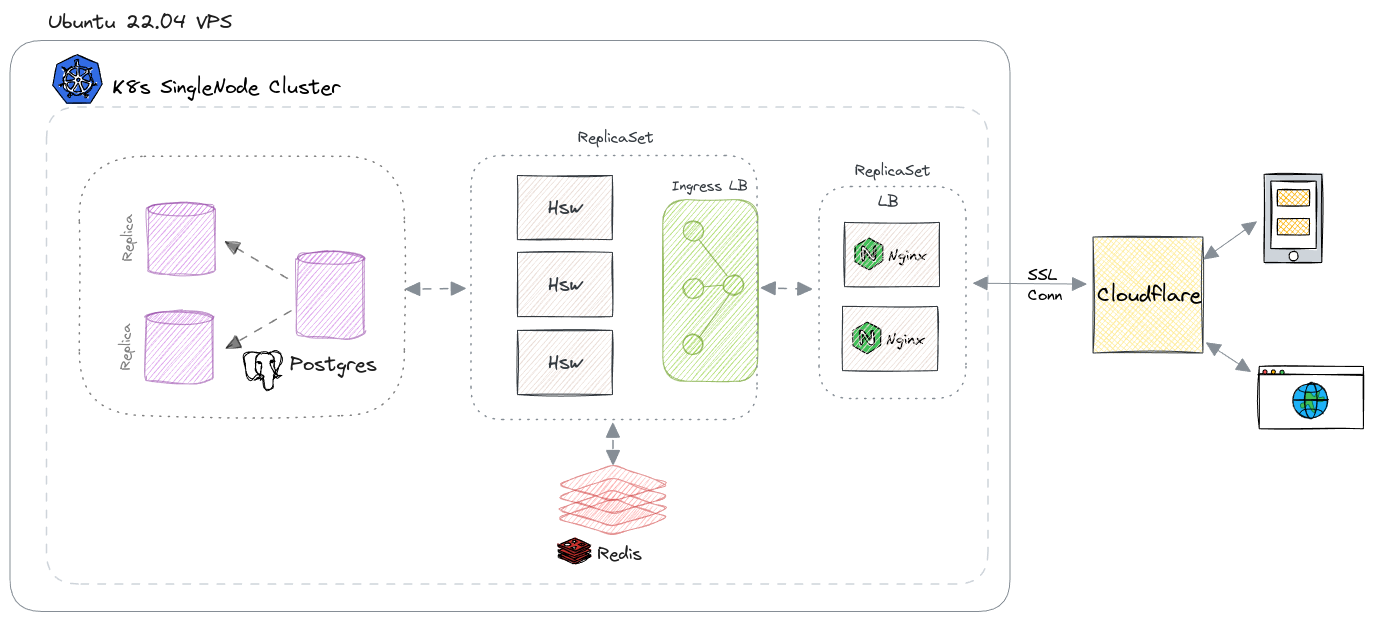 Ubuntu 22.04 VPS
K8s SingleNode Cluster
Replica
Replica
Postgres
ReplicaSet
Hsw
Hsw
Hsw
Ingress LB
Redis
ReplicaSet
LB
Nginx
Nginx
SSL
Conn
Cloudflare